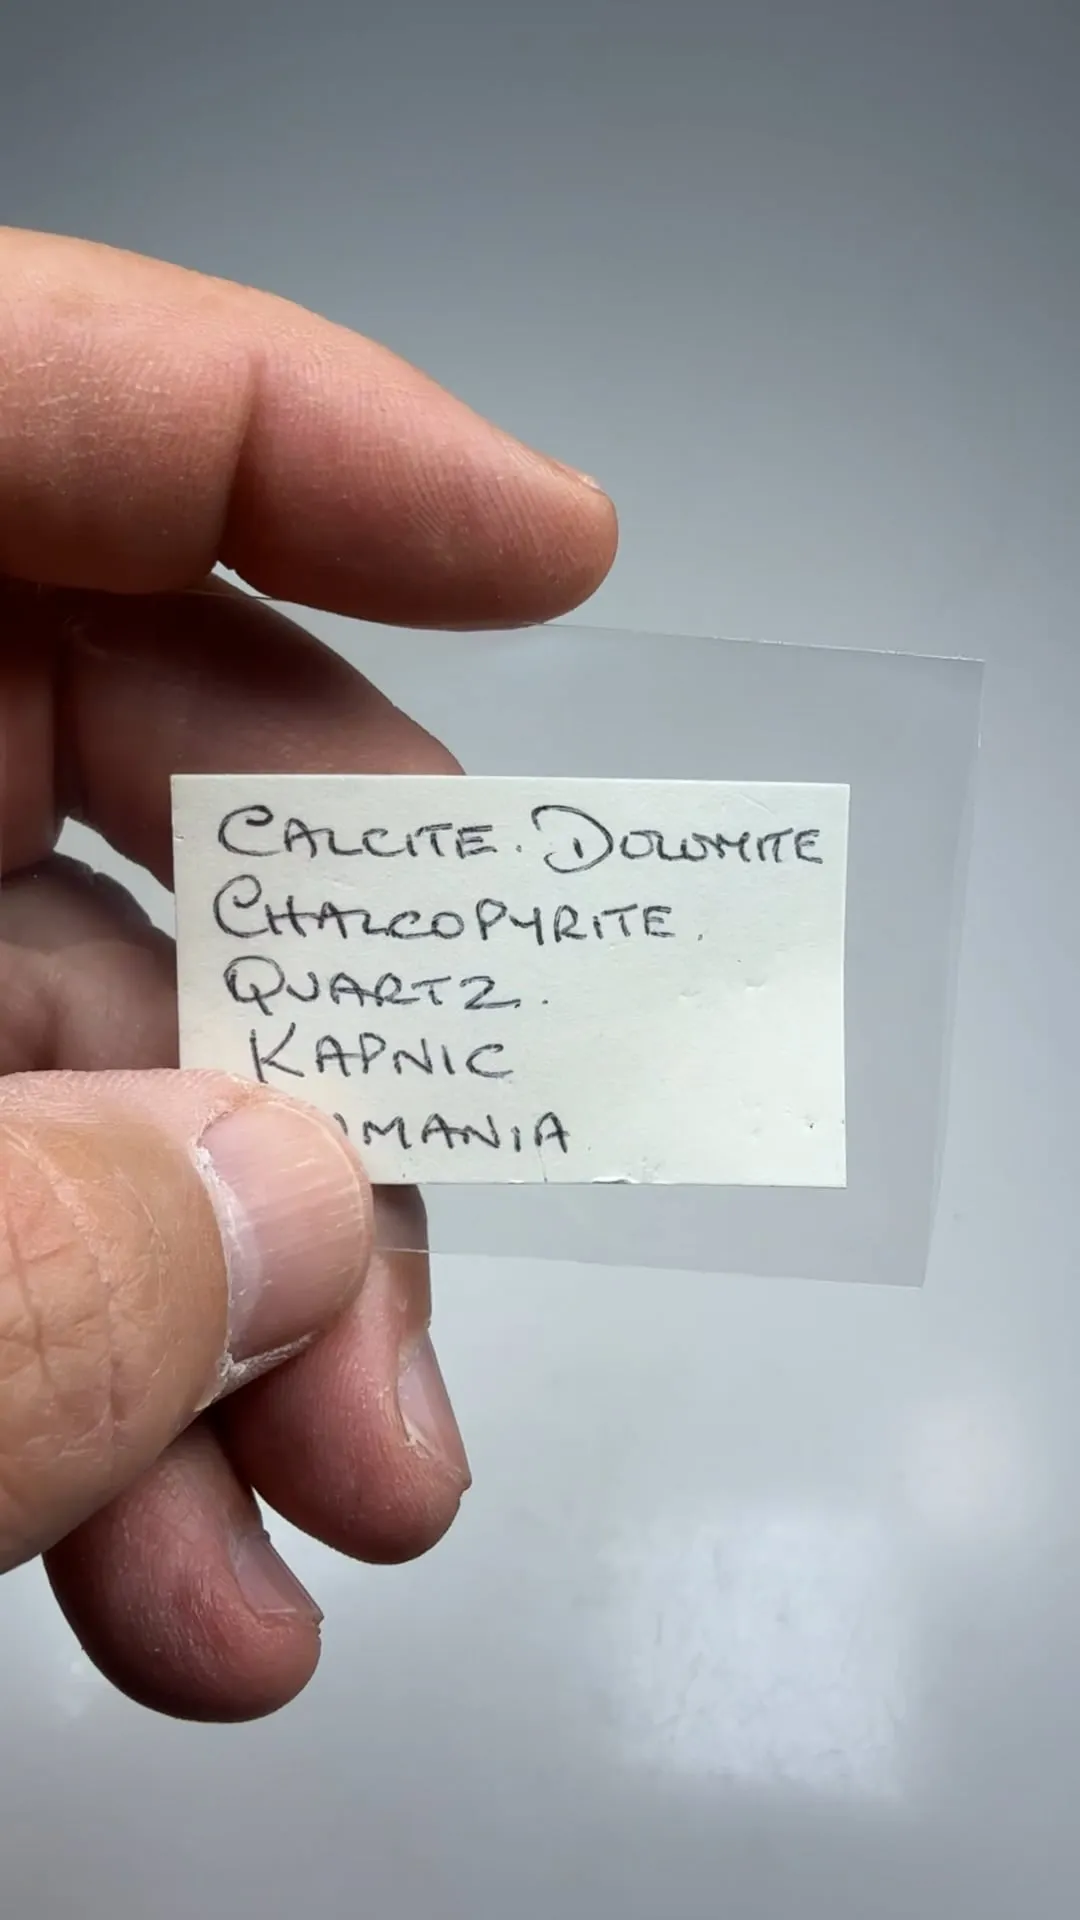 CALCITE. DOLOMITE
CHALCOPYRITE.
QUARTZ.
KAPNIC